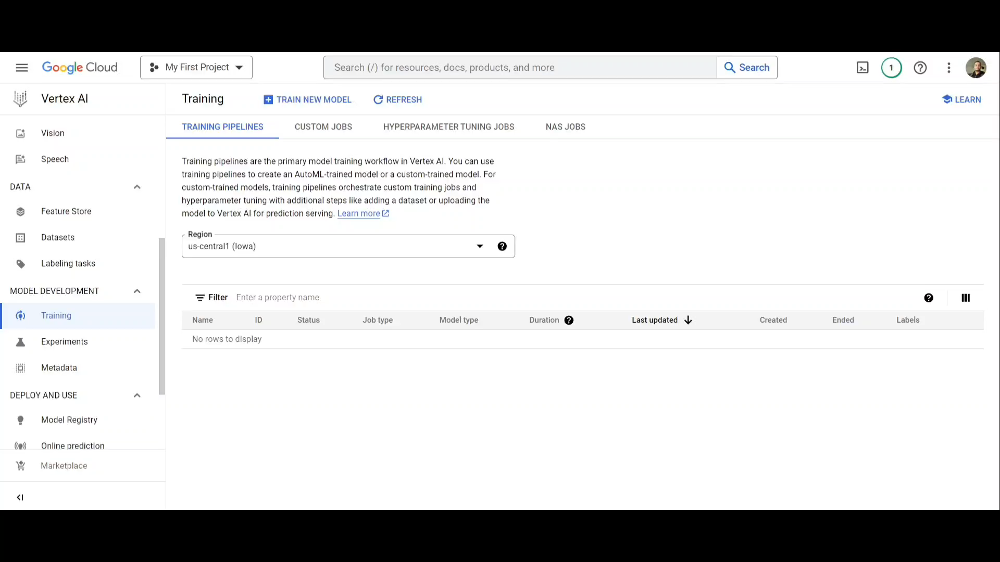 Google Cloud
My First Project
Search (/) for resources, docs, products, and more
Search
1
Vertex AI
Training
TRAIN NEW MODEL
REFRESH
LEARN
Vision
Speech
DATA
Feature Store
Datasets
Labeling tasks
MODEL DEVELOPMENT
Training
Experiments
Metadata
DEPLOY AND USE
Model Registry
Online prediction
Marketplace
TRAINING PIPELINES
CUSTOM JOBS
HYPERPARAMETER TUNING JOBS
NAS JOBS
Training pipelines are the primary model training workflow in Vertex AI. You can use
training pipelines to create an AutoML-trained model or a custom-trained model. For
custom-trained models, training pipelines orchestrate custom training jobs and
hyperparameter tuning with additional steps like adding a dataset or uploading the
model to Vertex AI for prediction serving. Learn more
Region
us-central1 (Iowa)
Filter Enter a property name
Name ID Status Job type Model type Duration Last updated Created Ended Labels
No rows to display